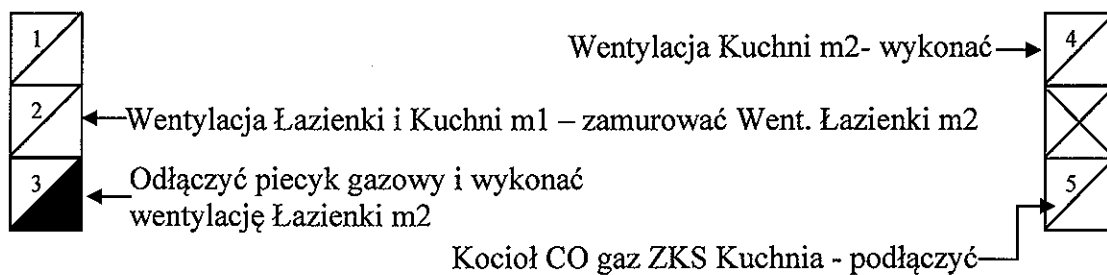 1
4
Wentylacja Kuchni m2- wykonać
2
Wentylacja Łazienki i Kuchni m1 – zamurować Went. Łazienki m2
3
Odłączyć piecyk gazowy i wykonać
wentylację Łazienki m2
5
Kocioł CO gaz ZKS Kuchnia - podłączyć